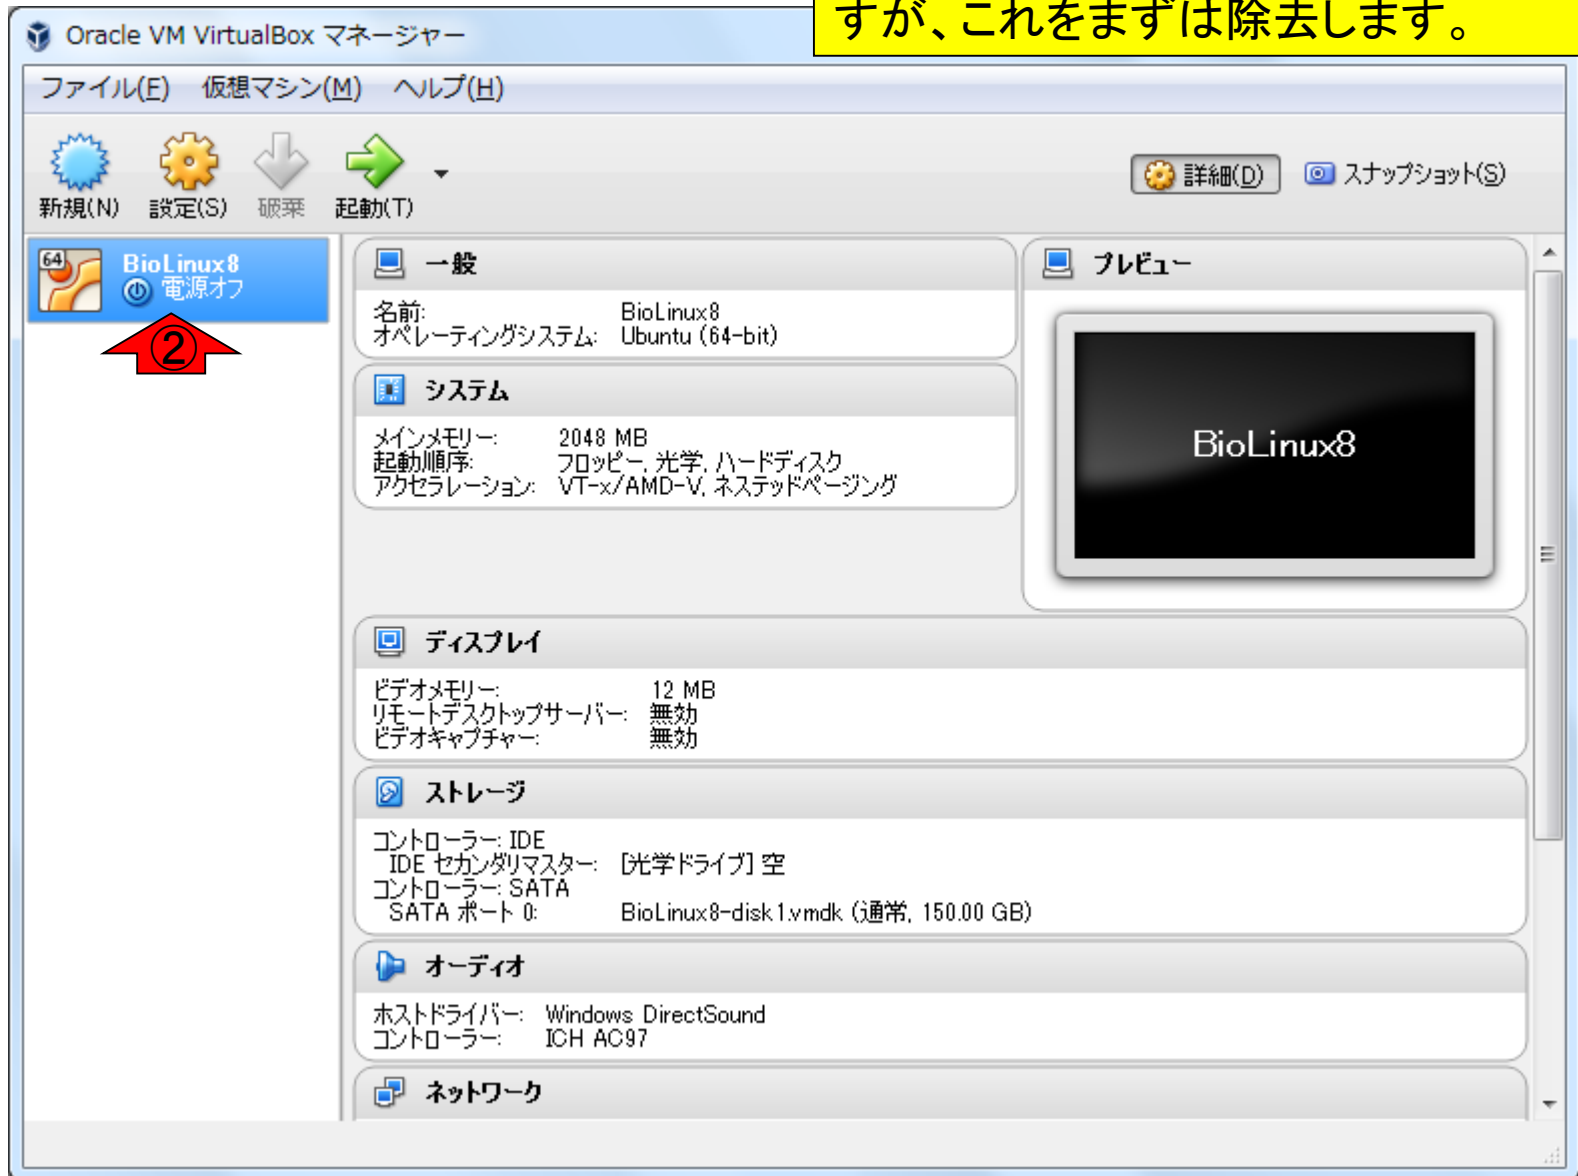 すが、これをまずは除去します。
Oracle VM VirtualBox マネージャー
ファイル(F) 仮想マシン(M) ヘルプ(H)
新規(N) 設定(S) 破棄 起動(T) 詳細(D) スナップショット(S)
64
BioLinux8
電源オフ
②
一般
名前: BioLinux8
オペレーティングシステム: Ubuntu (64-bit)
システム
メインメモリー: 2048 MB
起動順序: フロッピー, 光学, ハードディスク
アクセラレーション: VT-x/AMD-V, ネステッドページング
プレビュー
BioLinux8
ディスプレイ
ビデオメモリー: 12 MB
リモートデスクトップサーバー: 無効
ビデオキャプチャー: 無効
ストレージ
コントローラー: IDE
IDE セカンダリマスター: [光学ドライブ] 空
コントローラー: SATA
SATA ポート 0: BioLinux8-disk1.vmdk (通常, 150.00 GB)
オーディオ
ホストドライバー: Windows DirectSound
コントローラー: ICH AC97
ネットワーク